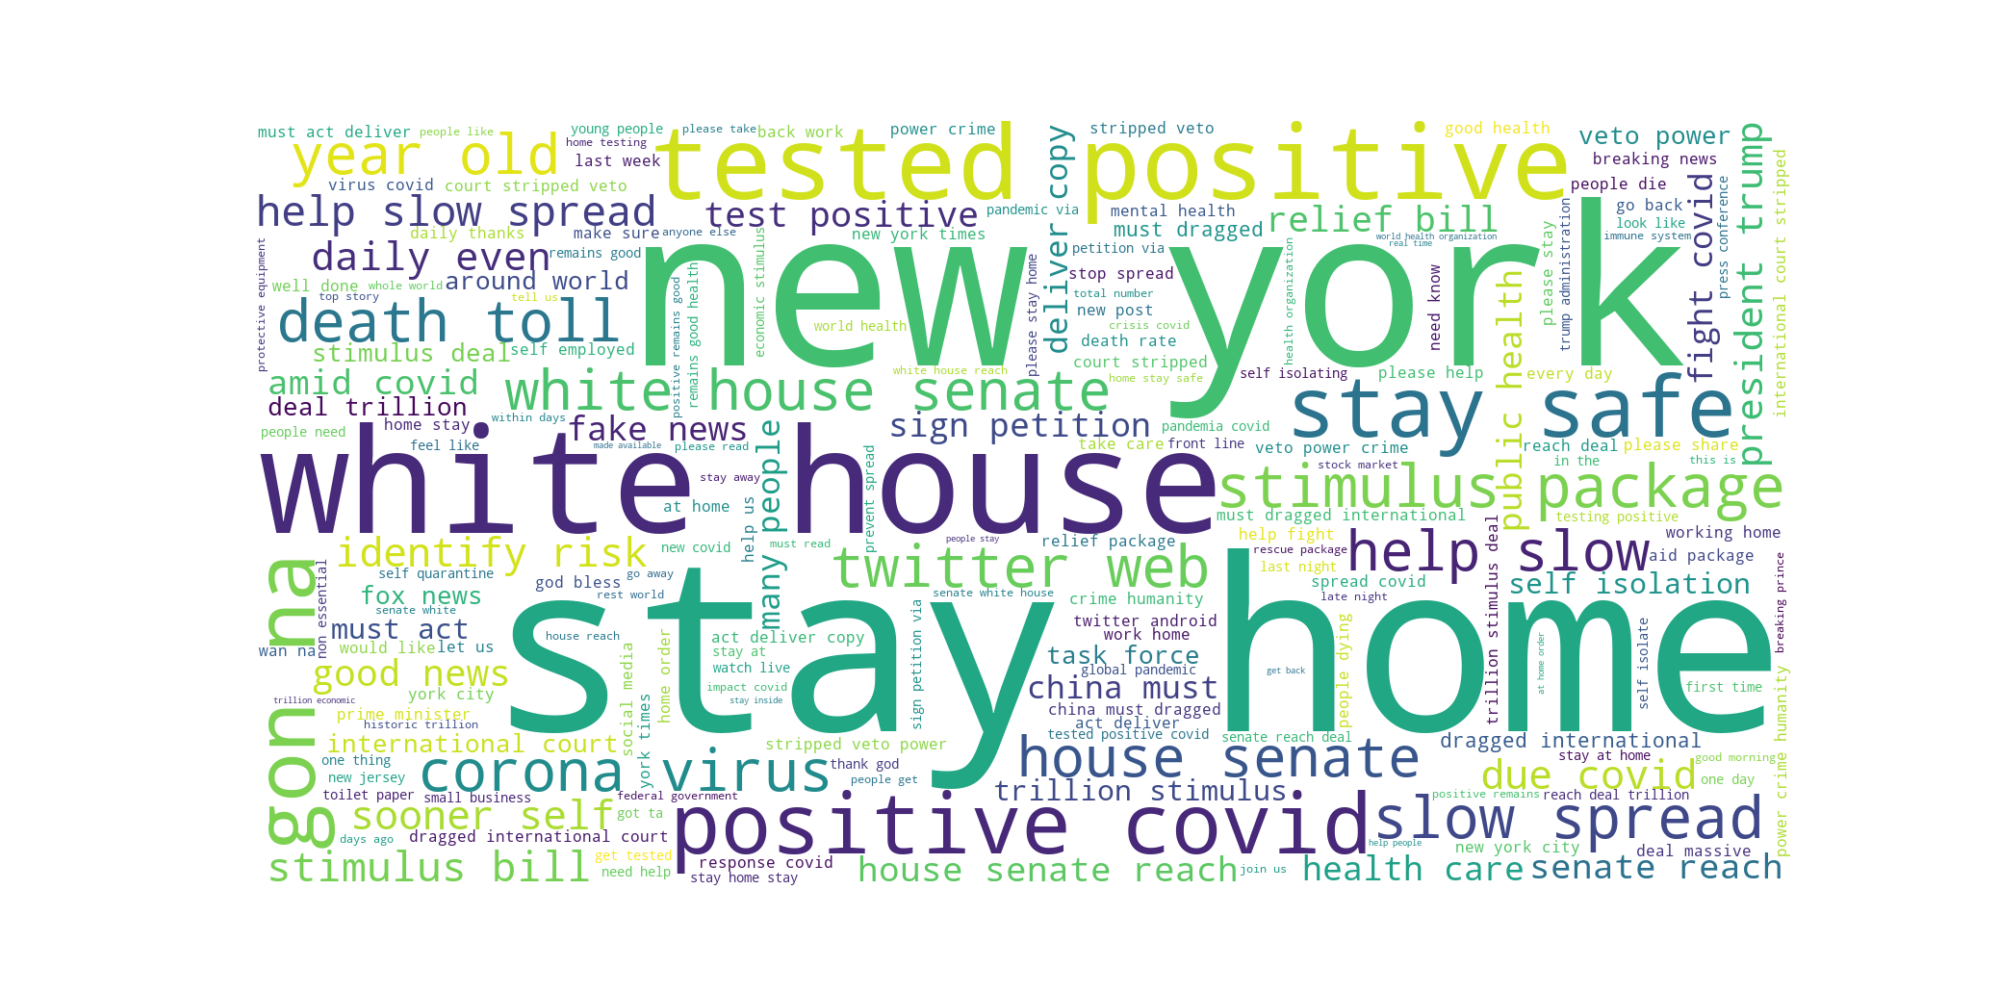 must act deliver
people like
year old
young people
home testing
last week
please take
back work
tested positive
power crime
deliver copy
stripped veto
good health
veto power
breaking news
president trump
international court stripped
virus covid
court stripped veto
people die
help slow spread
test positive
pandemic via
mental health
must dragged
relief bill
fight covid
go back
look like
immune system
press conference
daily thanks
make sure
anyone else
new york times
petition via
world health organization
real time
trump administration
please stay
protective equipment
daily even
remains good
around world
economic stimulus
new york
please stay home
stop spread
health organization
need know
public health
well done
whole world
top story
tell us
death toll
positive remains good
remains good health
world health
total number
new post
crisis covid
death rate
stimulus deal
self employed
court stripped
amid covid
white house senate
white house reach
home stay safe
self isolating
please help
every day
stay safe
deal trillion
within days
home stay
fake news
sign petition
pandemia covid
people need
feel like
made available
please read
many people
take care
front line
veto power crime
reach deal
please share
white house
stay away
prevent spread
stock market
in the
this is
stimulus package
at home
help us
must dragged international
testing positive
trillion stimulus deal
working home
identify risk
new covid
must read
people stay
relief package
help fight
rescue package
help slow
aid package
gon na
non essential
self quarantine
god bless
go away
twitter web
last night
spread covid
self isolation
breaking prince
fox news
rest world
senate white
senate white house
crime humanity
late night
must act
stay home
house reach
act deliver copy
sign petition via
twitter android
work home
people dying
at home order
self isolate
wan na
would like
let us
social media
home order
stay at
watch live
task force
global pandemic
get back
good news
york city
impact covid
china must
first time
power crime humanity
trillion economic
stay inside
prime minister
historic trillion
york times
china must dragged
act deliver
tested positive covid
senate reach deal
international court
stripped veto power
house senate
dragged international
stay at home
good morning
one thing
new jersey
corona virus
thank god
people get
due covid
one day
toilet paper
small business
federal government
trillion stimulus
positive remains
reach deal trillion
sooner self
got ta
positive covid
slow spread
days ago
dragged international court
help people
new york city
deal massive
stimulus bill
get tested
need help
response covid
stay home stay
house senate reach
join us
health care
senate reach